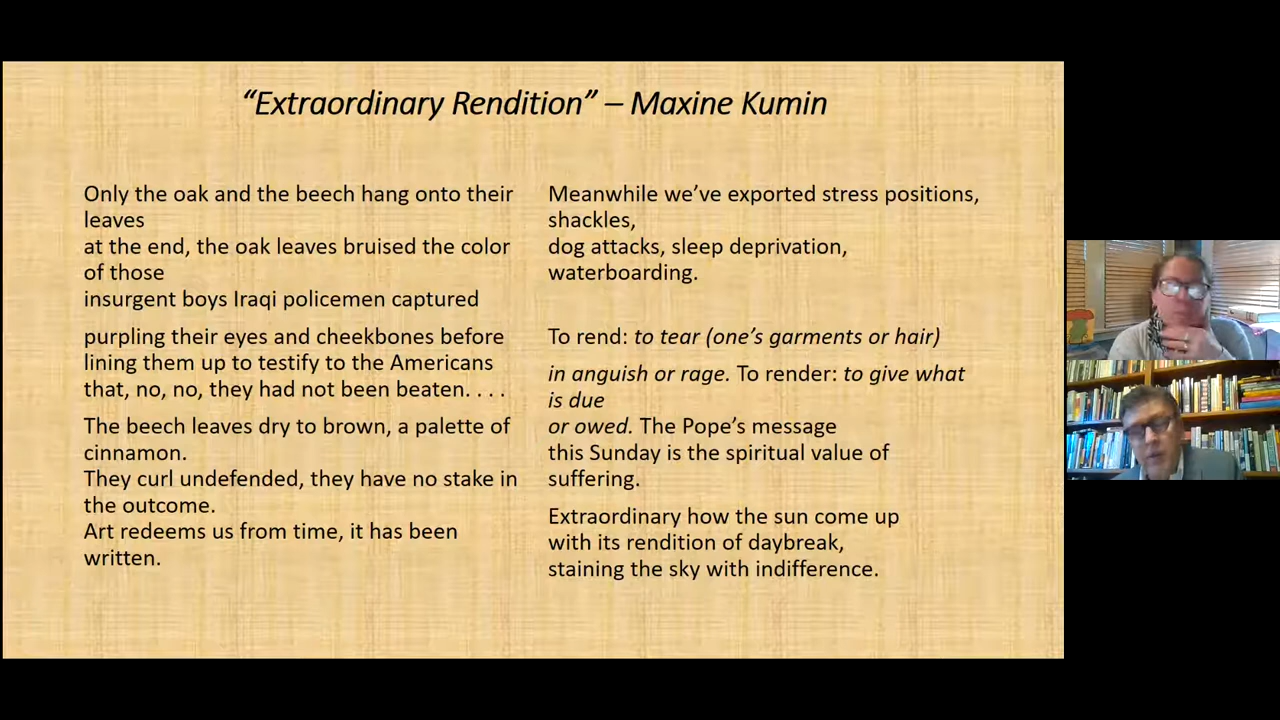 “Extraordinary Rendition” – Maxine Kumin
Only the oak and the beech hang onto their
leaves
at the end, the oak leaves bruised the color
of those
insurgent boys Iraqi policemen captured
purpling their eyes and cheekbones before
lining them up to testify to the Americans
that, no, no, they had not been beaten. . . .
The beech leaves dry to brown, a palette of
cinnamon.
They curl undefended, they have no stake in
the outcome.
Art redeems us from time, it has been
written.
Meanwhile we’ve exported stress positions,
shackles,
dog attacks, sleep deprivation,
waterboarding.
To rend: to tear (one’s garments or hair)
in anguish or rage. To render: to give what
is due
or owed. The Pope’s message
this Sunday is the spiritual value of
suffering.
Extraordinary how the sun come up
with its rendition of daybreak,
staining the sky with indifference.